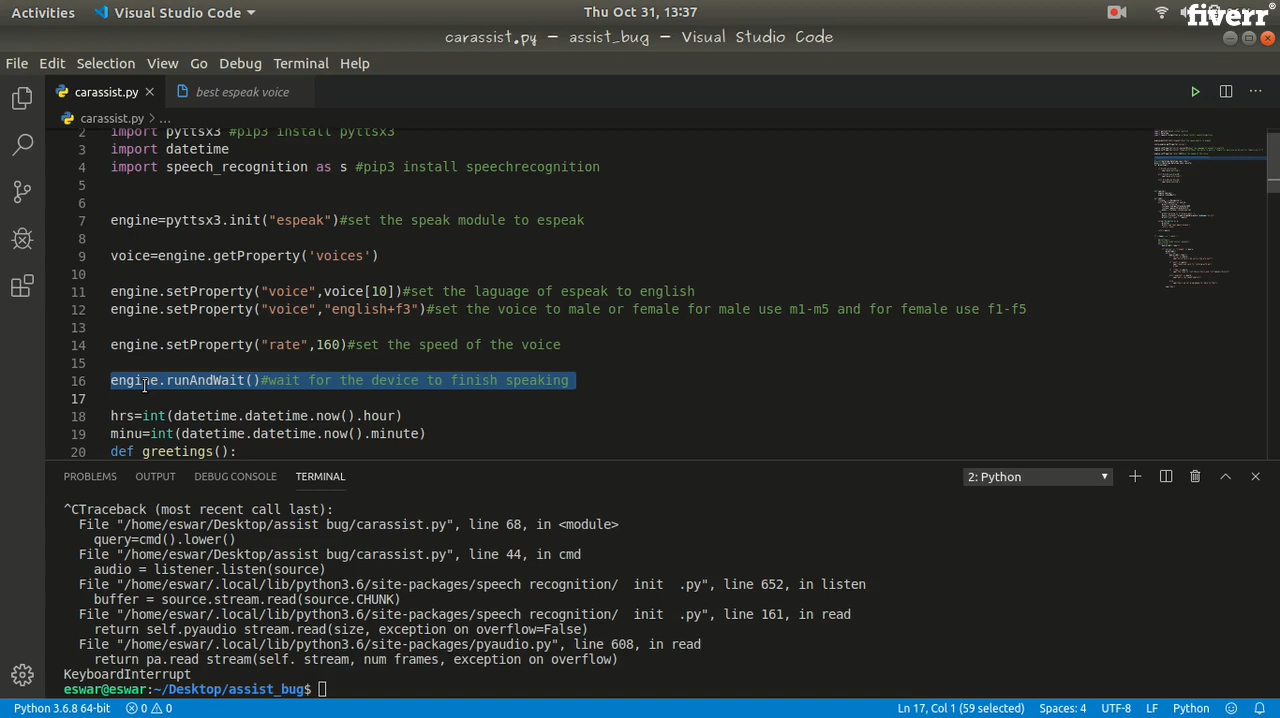 Activities Visual Studio Code Thu Oct 31, 13:37
fiverr®
carassist.py — assist_bug — Visual Studio Code
File Edit Selection View Go Debug Terminal Help
carassist.py best espeak voice
carassist.py > ...
2 import pyttsx3 #pip3 install pyttsx3
3 import datetime
4 import speech_recognition as s #pip3 install speechrecognition
5
6
7 engine=pyttsx3.init("espeak")#set the speak module to espeak
8
9 voice=engine.getProperty('voices')
10
11 engine.setProperty("voice",voice[10])#set the laguage of espeak to english
12 engine.setProperty("voice","english+f3")#set the voice to male or female for male use m1-m5 and for female use f1-f5
13
14 engine.setProperty("rate",160)#set the speed of the voice
15
16 engine.runAndWait()#wait for the device to finish speaking
17
18 hrs=int(datetime.datetime.now().hour)
19 minu=int(datetime.datetime.now().minute)
20 def greetings():
PROBLEMS OUTPUT DEBUG CONSOLE TERMINAL 2: Python
^CTraceback (most recent call last):
File "/home/eswar/Desktop/assist bug/carassist.py", line 68, in <module>
query=cmd().lower()
File "/home/eswar/Desktop/assist bug/carassist.py", line 44, in cmd
audio = listener.listen(source)
File "/home/eswar/.local/lib/python3.6/site-packages/speech recognition/ init .py", line 652, in listen
buffer = source.stream.read(source.CHUNK)
File "/home/eswar/.local/lib/python3.6/site-packages/speech recognition/ init .py", line 161, in read
return self.pyaudio stream.read(size, exception on overflow=False)
File "/home/eswar/.local/lib/python3.6/site-packages/pyaudio.py", line 608, in read
return pa.read stream(self. stream, num frames, exception on overflow)
KeyboardInterrupt
eswar@eswar:~/Desktop/assist_bug$
Python 3.6.8 64-bit 0 0 Ln 17, Col 1 (59 selected) Spaces: 4 UTF-8 LF Python